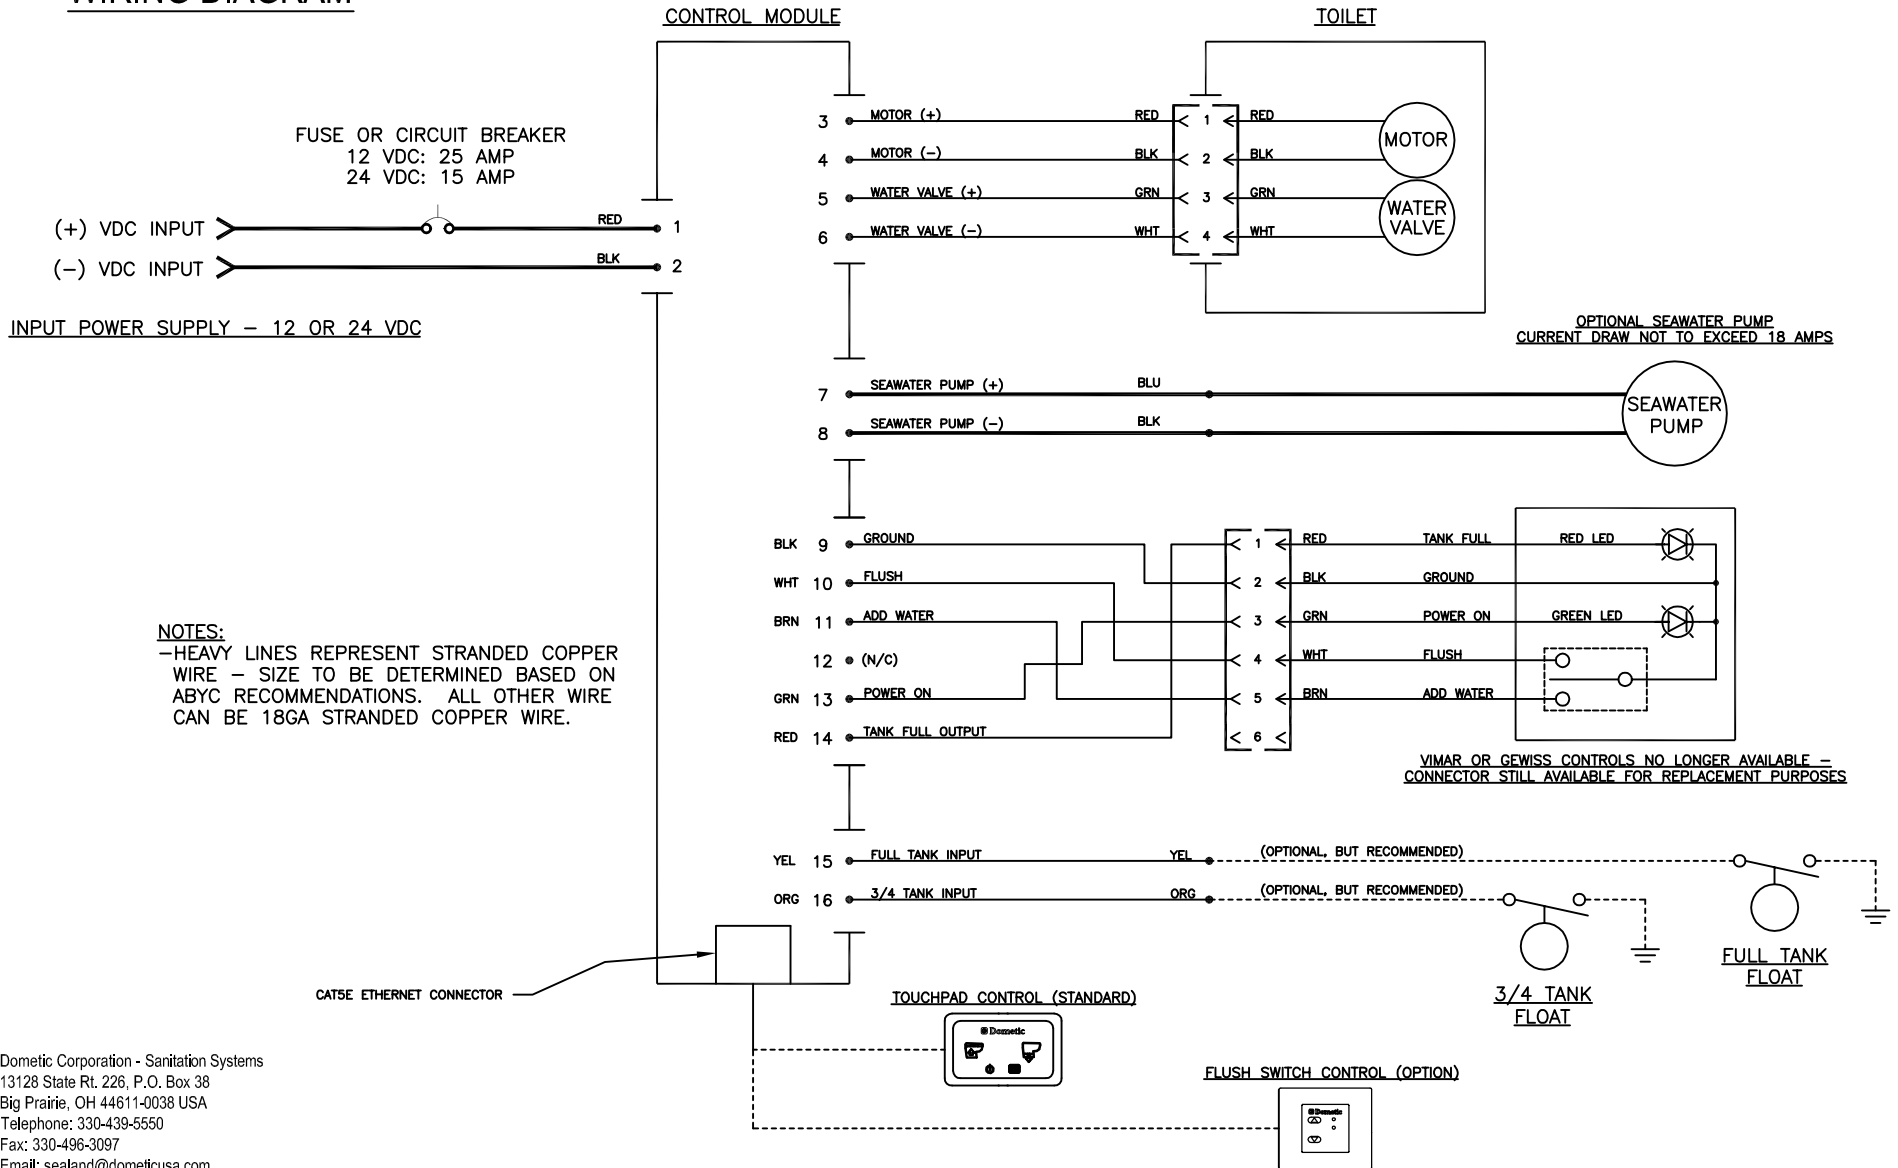 WIRING DIAGRAM
CONTROL MODULE
TOILET
FUSE OR CIRCUIT BREAKER
12 VDC: 25 AMP
24 VDC: 15 AMP
(+) VDC INPUT
RED
1
(-) VDC INPUT
BLK
2
INPUT POWER SUPPLY - 12 OR 24 VDC
3 MOTOR (+) RED 1 RED
4 MOTOR (-) BLK 2 BLK
MOTOR
5 WATER VALVE (+) GRN 3 GRN
6 WATER VALVE (-) WHT 4 WHT
WATER
VALVE
OPTIONAL SEAWATER PUMP
CURRENT DRAW NOT TO EXCEED 18 AMPS
7 SEAWATER PUMP (+) BLU
8 SEAWATER PUMP (-) BLK
SEAWATER
PUMP
BLK 9 GROUND 1 RED TANK FULL RED LED
WHT 10 FLUSH 2 BLK GROUND
BRN 11 ADD WATER 3 GRN POWER ON GREEN LED
12 (N/C) 4 WHT FLUSH
GRN 13 POWER ON 5 BRN ADD WATER
RED 14 TANK FULL OUTPUT 6
VIMAR OR GEWISS CONTROLS NO LONGER AVAILABLE -
CONNECTOR STILL AVAILABLE FOR REPLACEMENT PURPOSES
NOTES:
-HEAVY LINES REPRESENT STRANDED COPPER
WIRE - SIZE TO BE DETERMINED BASED ON
ABYC RECOMMENDATIONS. ALL OTHER WIRE
CAN BE 18GA STRANDED COPPER WIRE.
YEL 15 FULL TANK INPUT YEL (OPTIONAL, BUT RECOMMENDED)
ORG 16 3/4 TANK INPUT ORG (OPTIONAL, BUT RECOMMENDED)
FULL TANK
FLOAT
3/4 TANK
FLOAT
CAT5E ETHERNET CONNECTOR
TOUCHPAD CONTROL (STANDARD)
Dometic
FLUSH SWITCH CONTROL (OPTION)
Dometic
Dometic Corporation - Sanitation Systems
13128 State Rt. 226, P.O. Box 38
Big Prairie, OH 44611-0038 USA
Telephone: 330-439-5550
Fax: 330-496-3097
Email: sealand@dometicusa.com